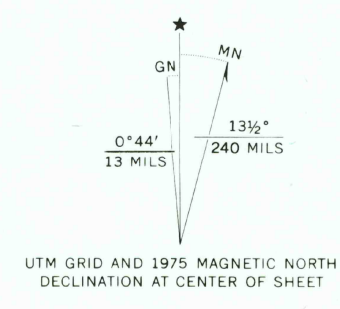 ★
MN
GN
0°44'
13 MILS
13½°
240 MILS
UTM GRID AND 1975 MAGNETIC NORTH
DECLINATION AT CENTER OF SHEET